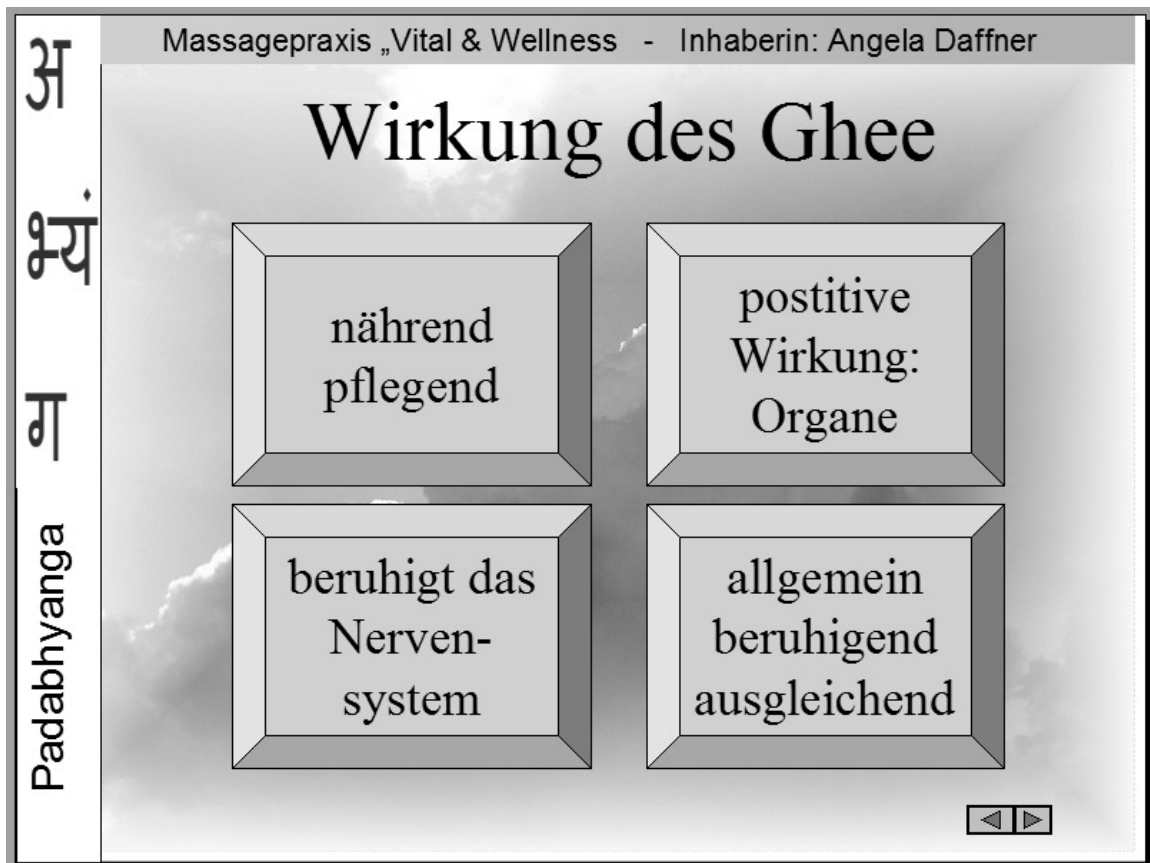 Massagepraxis „Vital & Wellness - Inhaberin: Angela Daffner
अ
भ्यं
ग
Padabhyanga
Wirkung des Ghee
nährend
pflegend
postitive
Wirkung:
Organe
beruhigt das
Nerven-
system
allgemein
beruhigend
ausgleichend